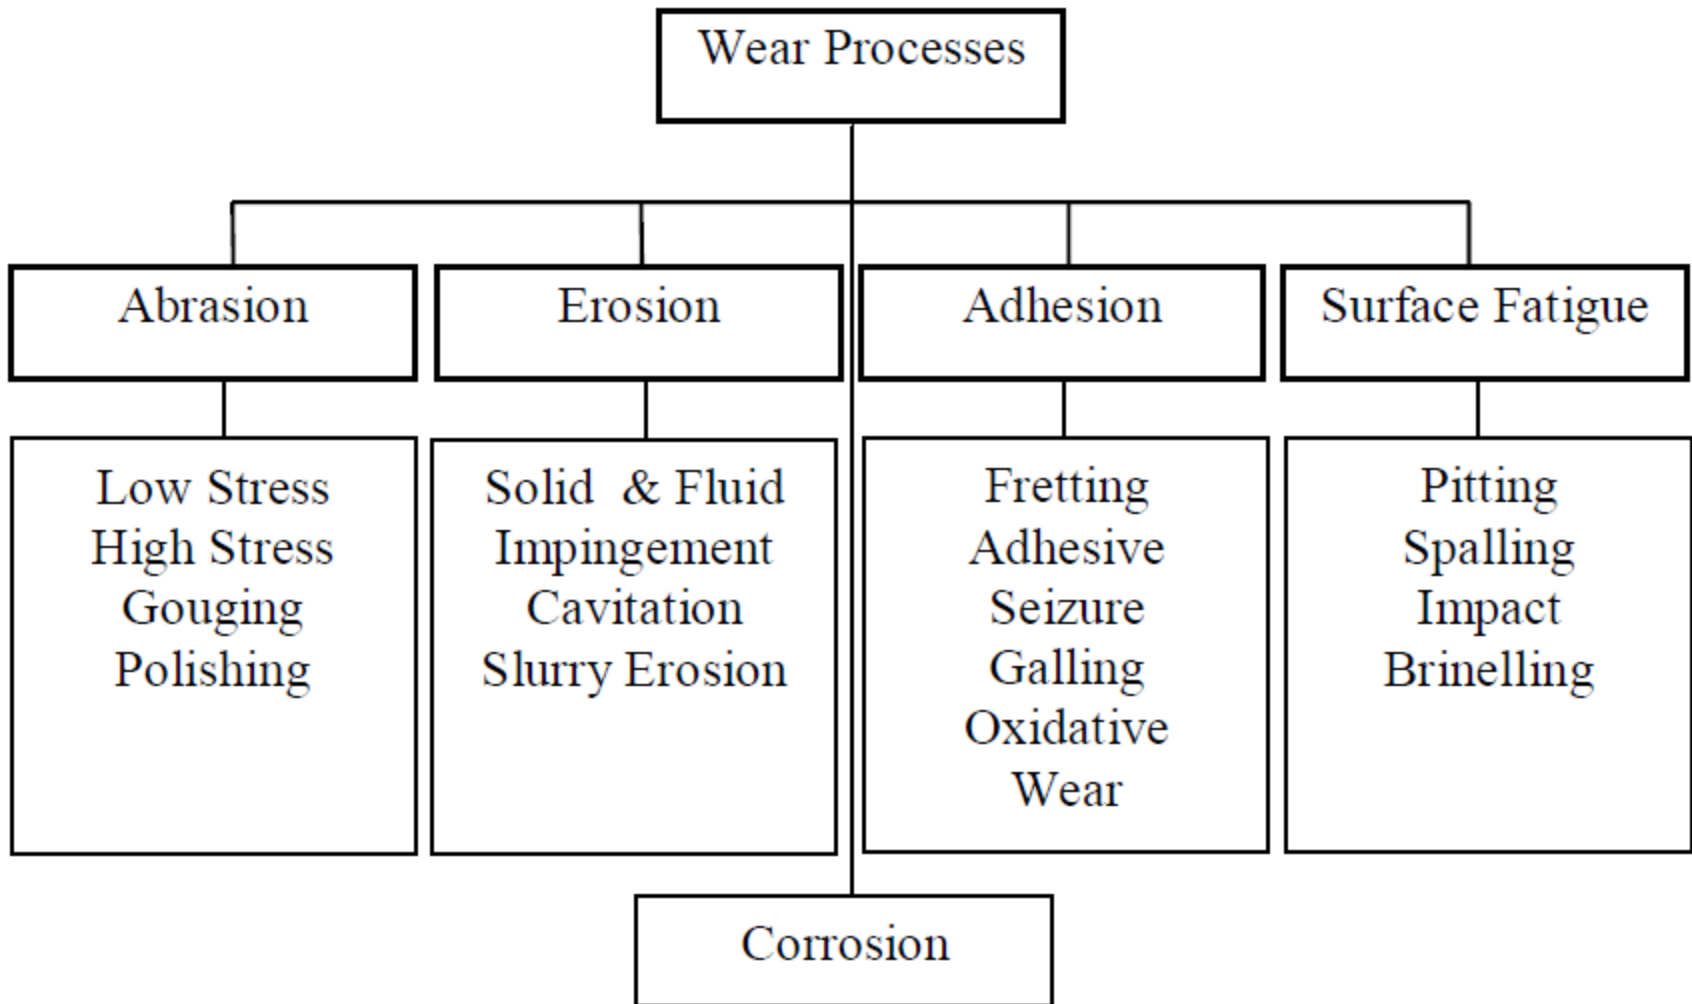 Wear Processes
Abrasion
Erosion
Adhesion
Surface Fatigue
Low Stress
High Stress
Gouging
Polishing
Solid & Fluid
Impingement
Cavitation
Slurry Erosion
Fretting
Adhesive
Seizure
Galling
Oxidative
Wear
Pitting
Spalling
Impact
Brinelling
Corrosion